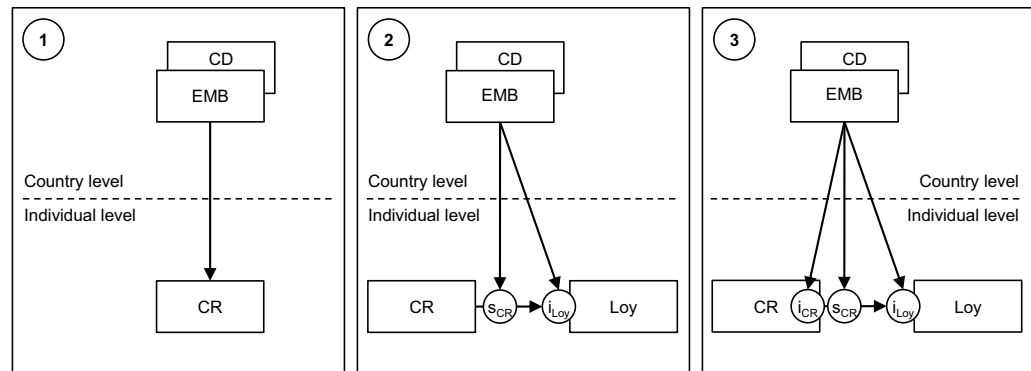 1
CD
EMB
Country level
Individual level
CR
2
CD
EMB
Country level
Individual level
CR
sCR
iLoy
Loy
3
CD
EMB
Country level
Individual level
CR
iCR
sCR
iLoy
Loy